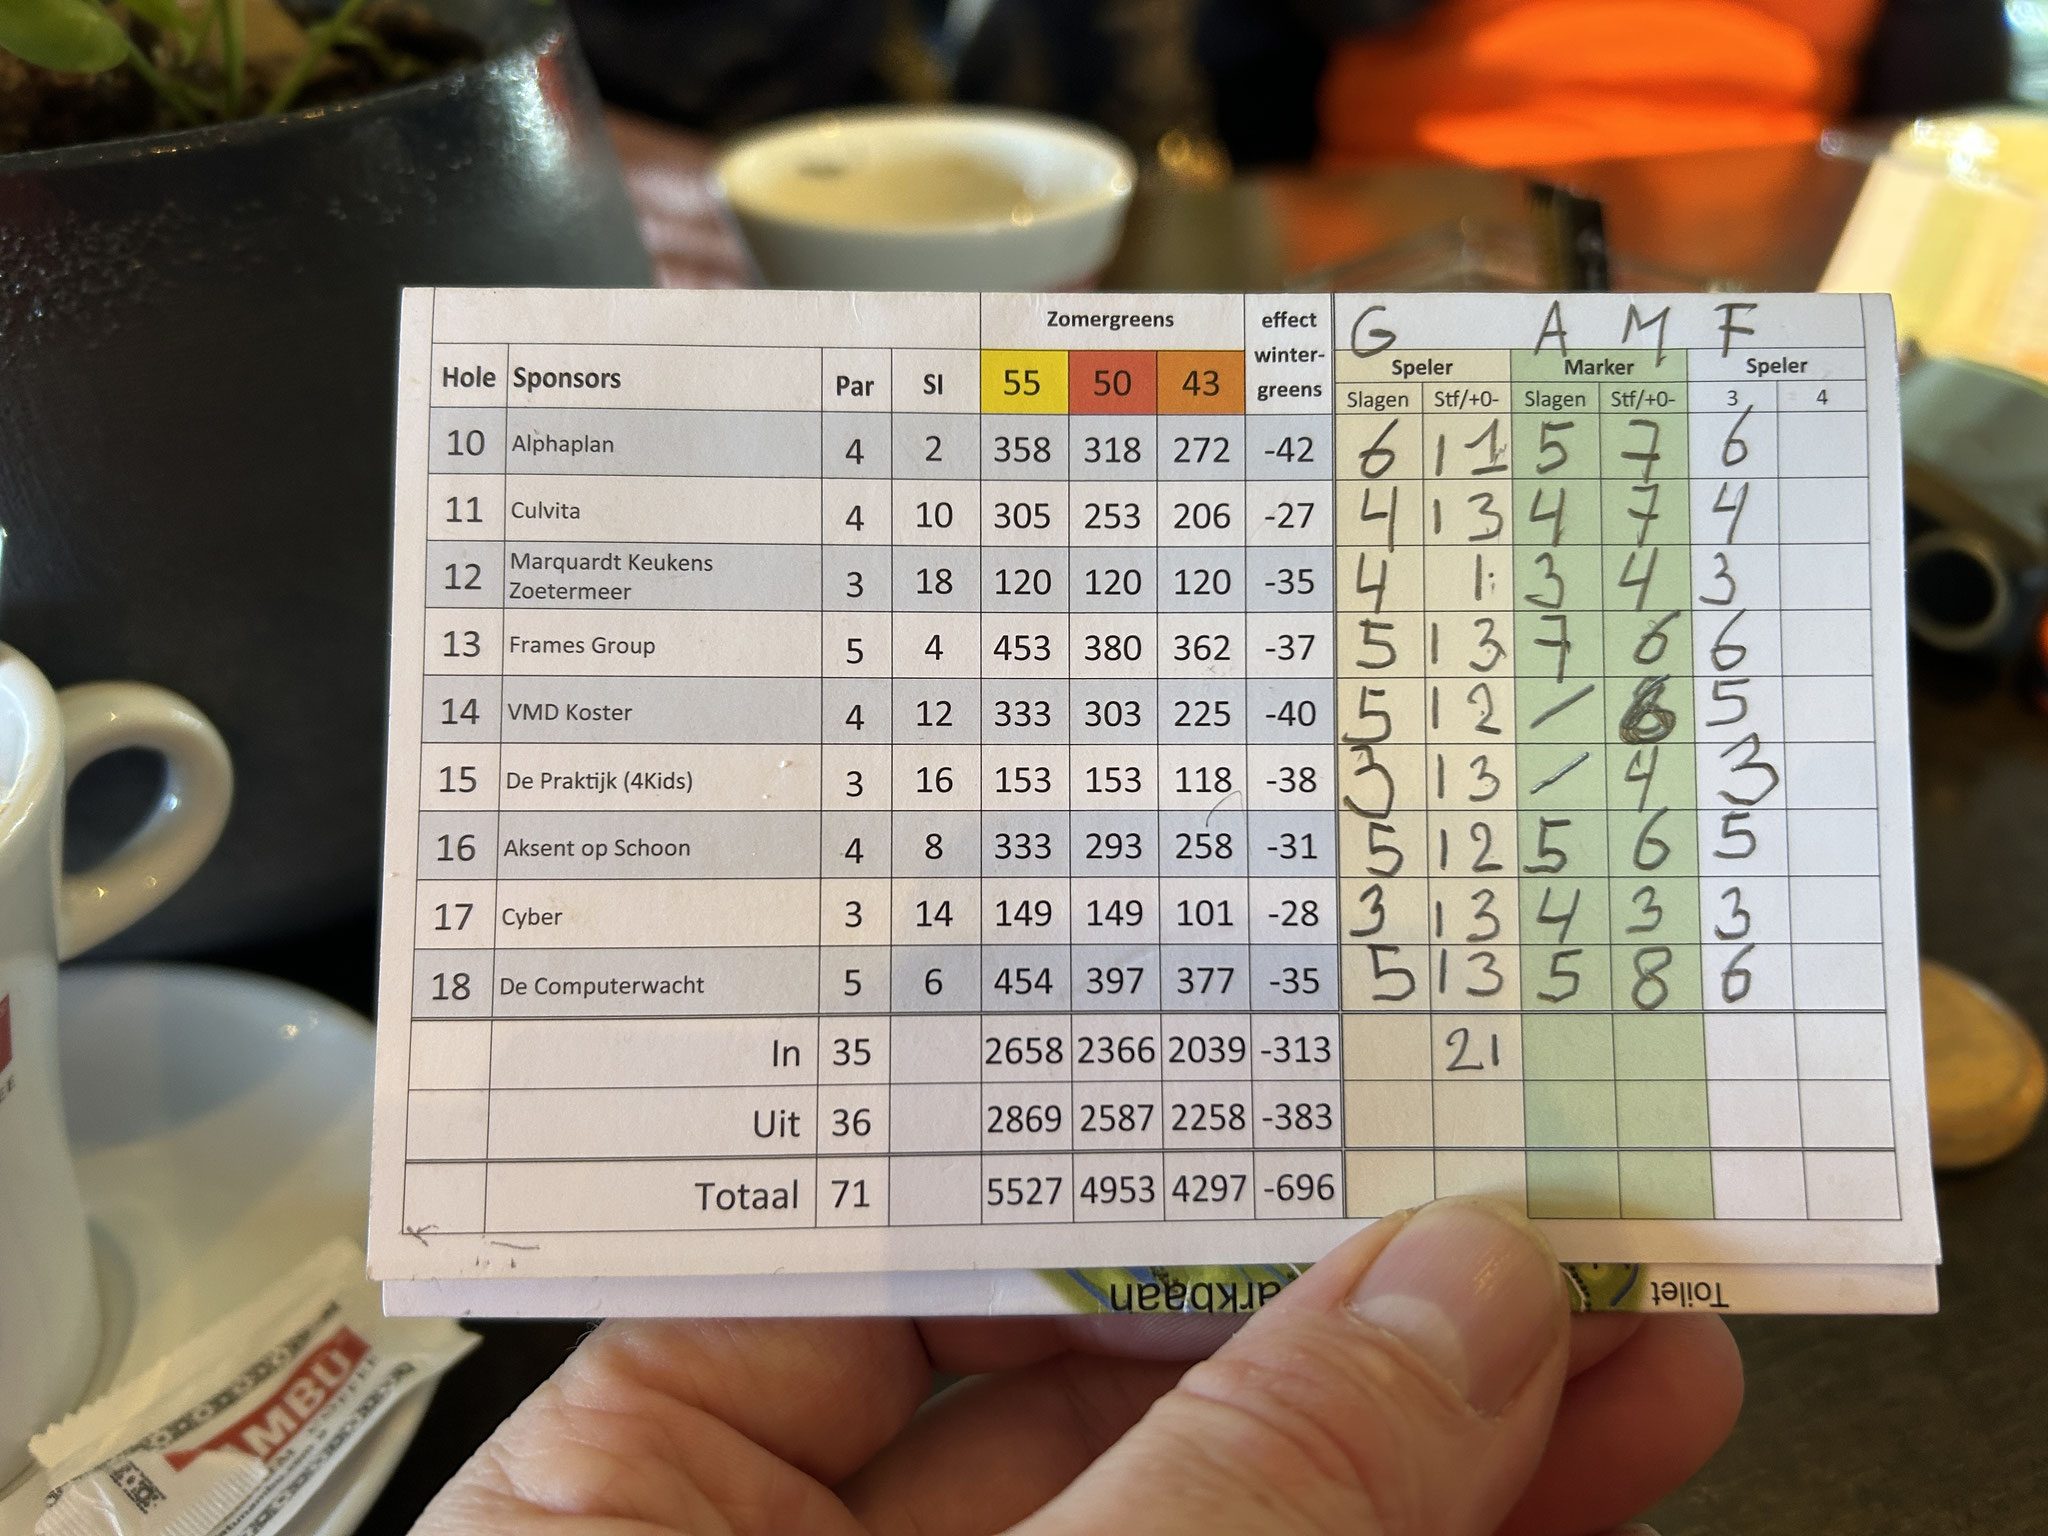 G A M F
Zomergreens effect winter-greens Speler Marker Speler
Hole Sponsors Par SI 55 50 43 Slagen Stf/+0- Slagen Stf/+0- 3 4
10 Alphaplan 4 2 358 318 272 -42 6 1 1 5 7 6
11 Culvita 4 10 305 253 206 -27 4 1 3 4 7 4
12 Marquardt Keukens Zoetermeer 3 18 120 120 120 -35 4 1 3 4 3
13 Frames Group 5 4 453 380 362 -37 5 1 3 7 6 6
14 VMD Koster 4 12 333 303 225 -40 5 1 2 / 5
15 De Praktijk (4Kids) 3 16 153 153 118 -38 3 1 3 / 4 3
16 Aksent op Schoon 4 8 333 293 258 -31 5 1 2 5 6 5
17 Cyber 3 14 149 149 101 -28 3 1 3 4 3 3
18 De Computerwacht 5 6 454 397 377 -35 5 1 3 5 8 6
In 35 2658 2366 2039 -313 21
Uit 36 2869 2587 2258 -383
Totaal 71 5527 4953 4297 -696
Toilet